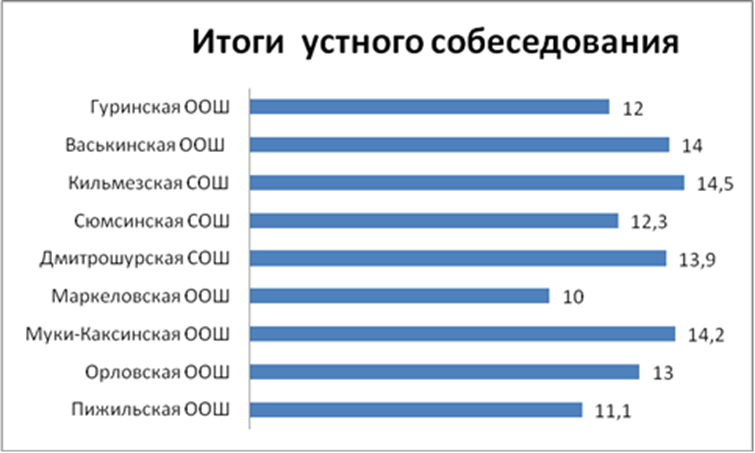 Итоги устного собеседования
Гуринская ООШ 12
Васькинская ООШ 14
Кильмезская СОШ 14,5
Сюмсинская СОШ 12,3
Дмитрошурская СОШ 13,9
Маркеловская ООШ 10
Муки-Каксинская ООШ 14,2
Орловская ООШ 13
Пижильская ООШ 11,1